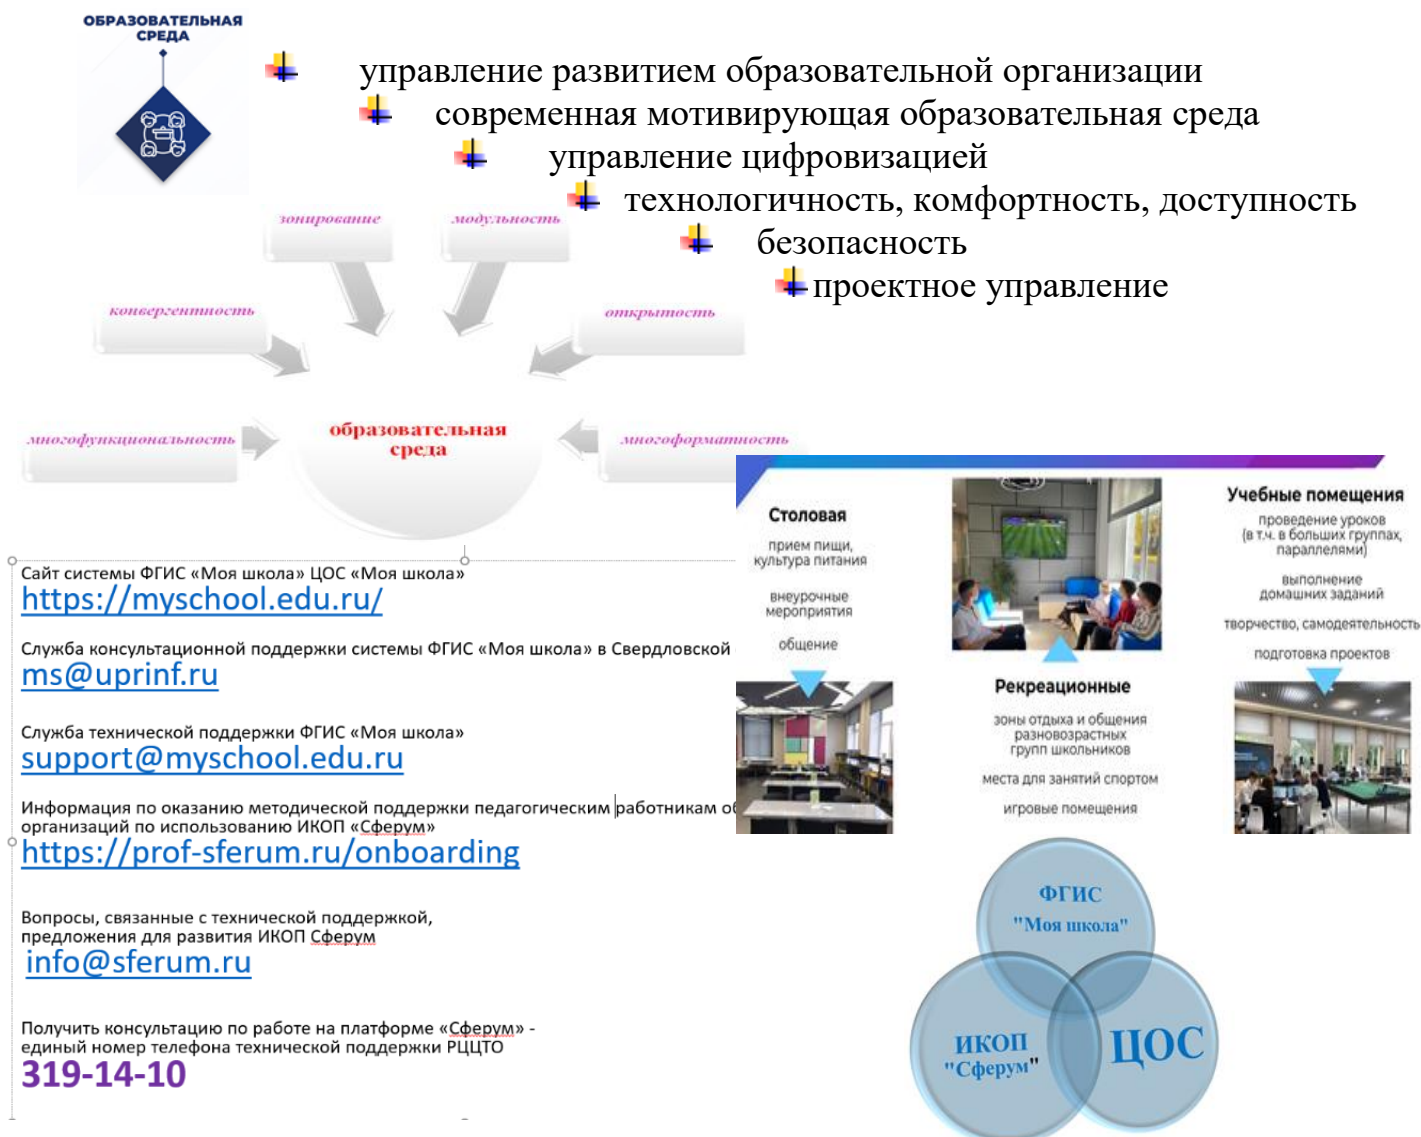 ОБРАЗОВАТЕЛЬНАЯ
СРЕДА
управление развитием образовательной организации
современная мотивирующая образовательная среда
управление цифровизацией
технологичность, комфортность, доступность
безопасность
проектное управление
зонирование
модульность
конвергентность
открытость
многофункциональность
образовательная
среда
многоформатность
Столовая
прием пищи,
культура питания
внеурочные
мероприятия
общение
Рекреационные
зоны отдыха и общения
разновозрастных
групп школьников
места для занятий спортом
игровые помещения
Учебные помещения
проведение уроков
(в т.ч. в больших группах,
параллелями)
выполнение
домашних заданий
творчество, самодеятельность
подготовка проектов
Сайт системы ФГИС «Моя школа» ЦОС «Моя школа»
https://myschool.edu.ru/
Служба консультационной поддержки системы ФГИС «Моя школа» в Свердловской
ms@uprinf.ru
Служба технической поддержки ФГИС «Моя школа»
support@myschool.edu.ru
Информация по оказанию методической поддержки педагогическим работникам об
организаций по использованию ИКОП «Сферум»
https://prof-sferum.ru/onboarding
Вопросы, связанные с технической поддержкой,
предложения для развития ИКОП Сферум
info@sferum.ru
Получить консультацию по работе на платформе «Сферум» -
единый номер телефона технической поддержки РЦЦТО
319-14-10
ФГИС
"Моя школа"
ИКОП
"Сферум"
ЦОС